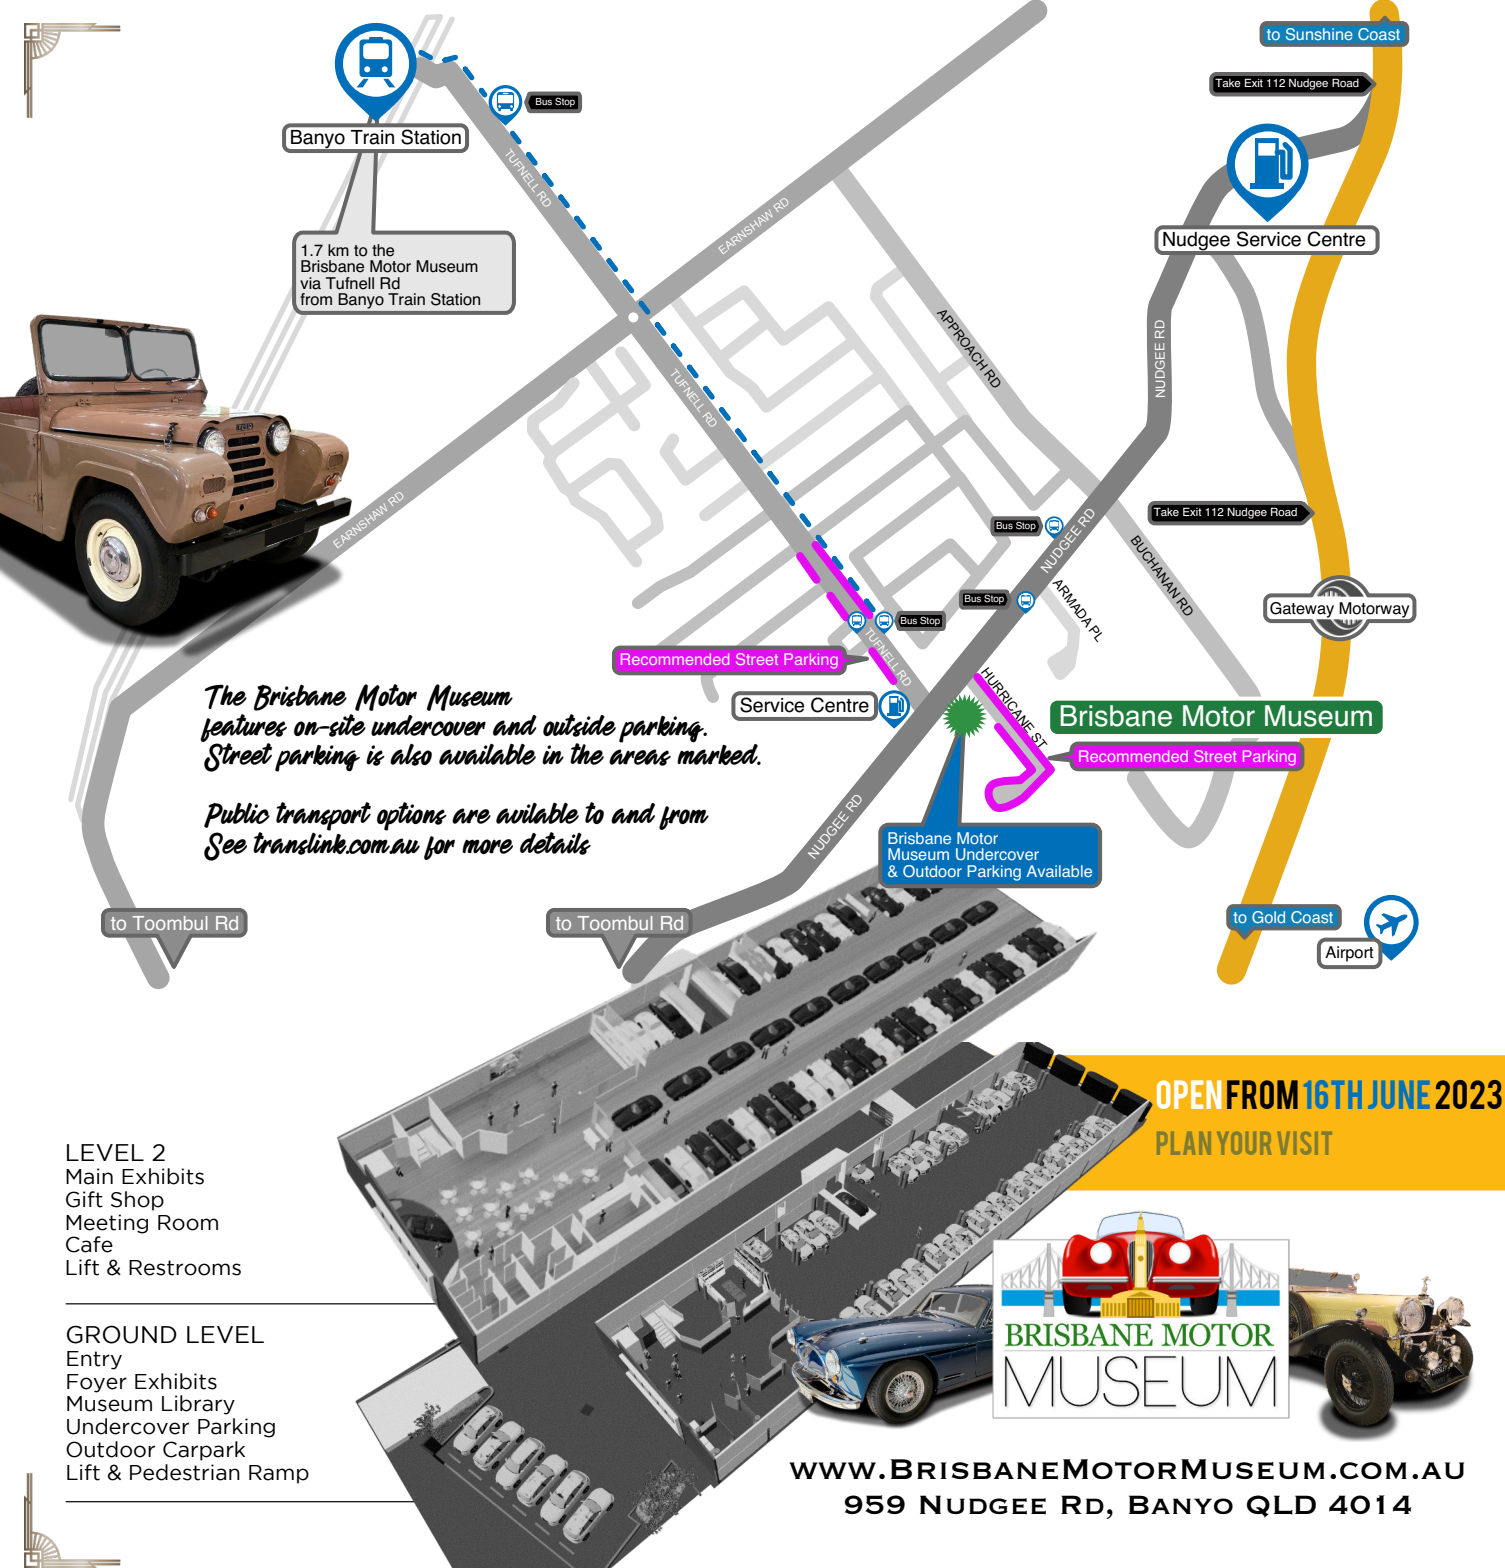 to Sunshine Coast
Take Exit 112 Nudgee Road
Bus Stop
Banyo Train Station
TUFNELL RD
EARNSHAW RD
Nudgee Service Centre
1.7 km to the
Brisbane Motor Museum
via Tufnell Rd
from Banyo Train Station
APPROACH RD
NUDGEE RD
TUFNELL RD
EARNSHAW RD
Take Exit 112 Nudgee Road
Bus Stop
NUDGEE RD
BUCHANAN RD
Bus Stop
ARMADA PL
Gateway Motorway
Bus Stop
TUFNELL RD
Recommended Street Parking
HURRICANE ST
Service Centre
Brisbane Motor Museum
Recommended Street Parking
The Brisbane Motor Museum
features on-site undercover and outside parking.
Street parking is also available in the areas marked.
Public transport options are avilable to and from
See translink.com.au for more details
NUDGEE RD
Brisbane Motor
Museum Undercover
& Outdoor Parking Available
to Toombul Rd
to Toombul Rd
to Gold Coast
Airport
OPEN FROM 16TH JUNE 2023
PLAN YOUR VISIT
LEVEL 2
Main Exhibits
Gift Shop
Meeting Room
Cafe
Lift & Restrooms
GROUND LEVEL
Entry
Foyer Exhibits
Museum Library
Undercover Parking
Outdoor Carpark
Lift & Pedestrian Ramp
BRISBANE MOTOR
MUSEUM
www.BrisbaneMotorMuseum.com.au
959 Nudgee Rd, Banyo QLD 4014